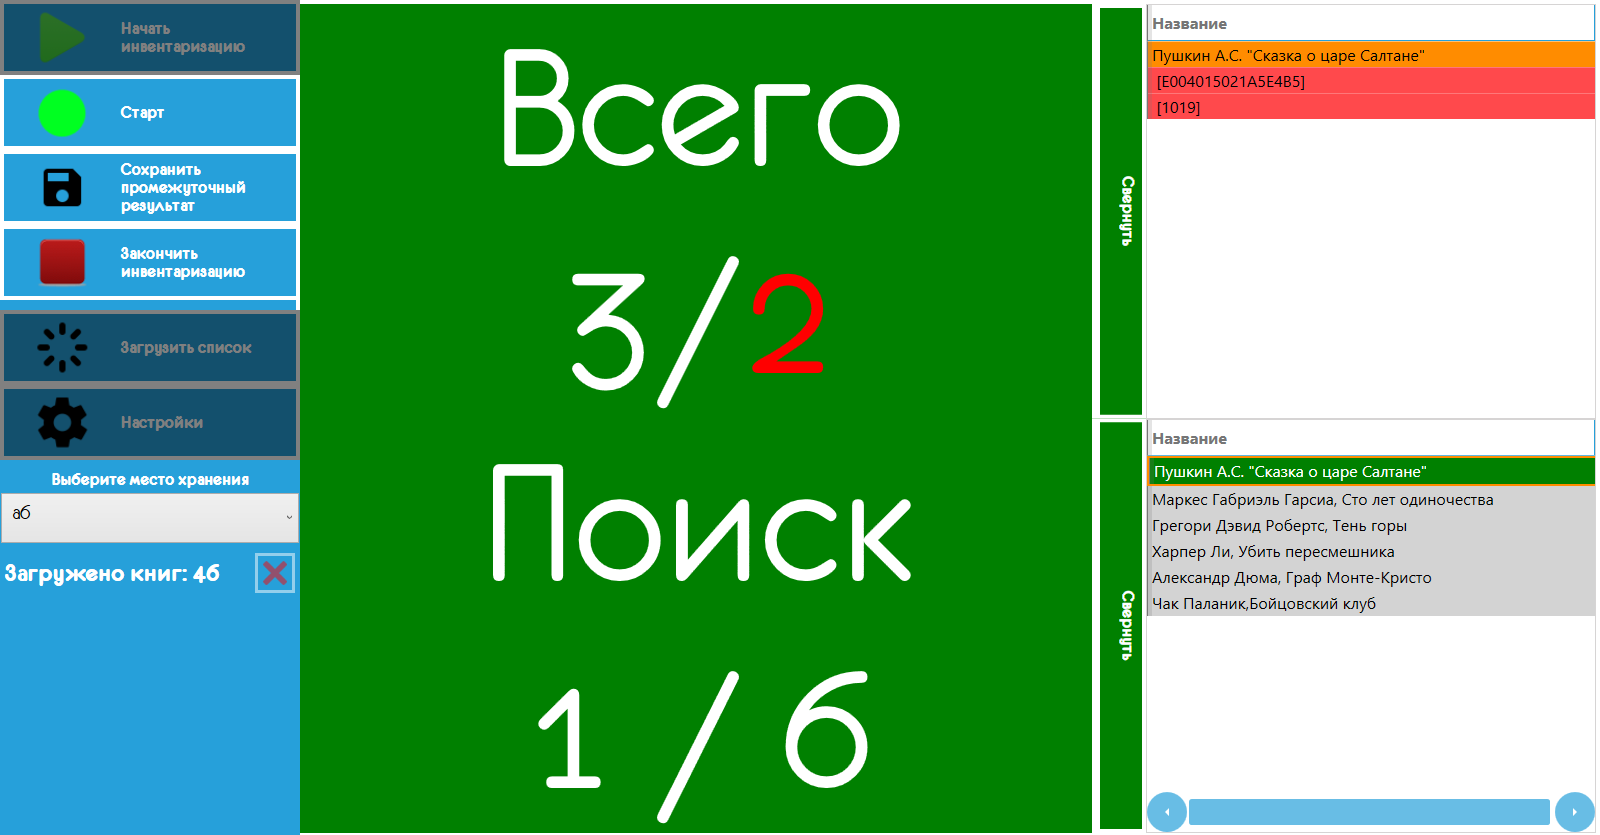 Начать
инвентаризацию
Старт
Сохранить
промежуточный
результат
Закончить
инвентаризацию
Загрузить список
Настройки
Выберите место хранения
аб
Загружено книг: 46
Всего
3/2
Поиск
1/6
Свернуть
Название
Пушкин А.С. "Сказка о царе Салтане"
[E004015021A5E4B5]
[1019]
Свернуть
Название
Пушкин А.С. "Сказка о царе Салтане"
Маркес Габриэль Гарсиа, Сто лет одиночества
Грегори Дэвид Робертс, Тень горы
Харпер Ли, Убить пересмешника
Александр Дюма, Граф Монте-Кристо
Чак Паланик,Бойцовский клуб